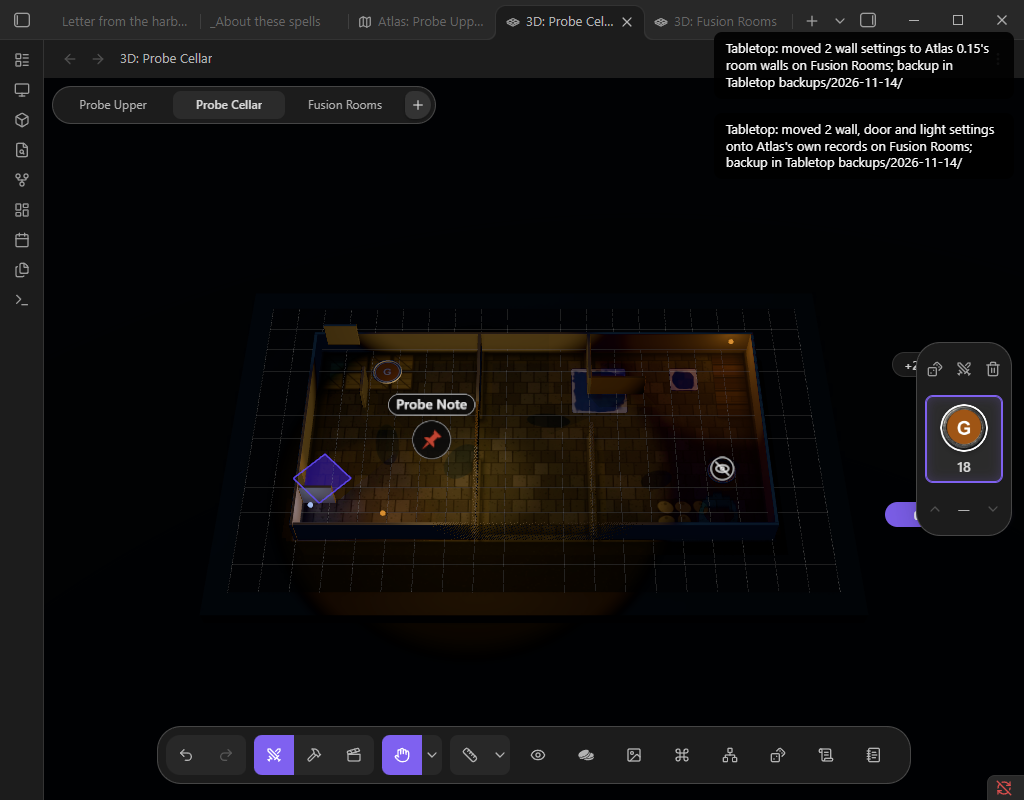 Letter from the harb...
_About these spells
Atlas: Probe Upp...
3D: Probe Cel...
3D: Fusion Rooms
3D: Probe Cellar
Tabletop: moved 2 wall settings to Atlas 0.15's
room walls on Fusion Rooms; backup in
Tabletop backups/2026-11-14/
Probe Upper
Probe Cellar
Fusion Rooms
Tabletop: moved 2 wall, door and light settings
onto Atlas's own records on Fusion Rooms;
backup in Tabletop backups/2026-11-14/
G
Probe Note
+2
G
18